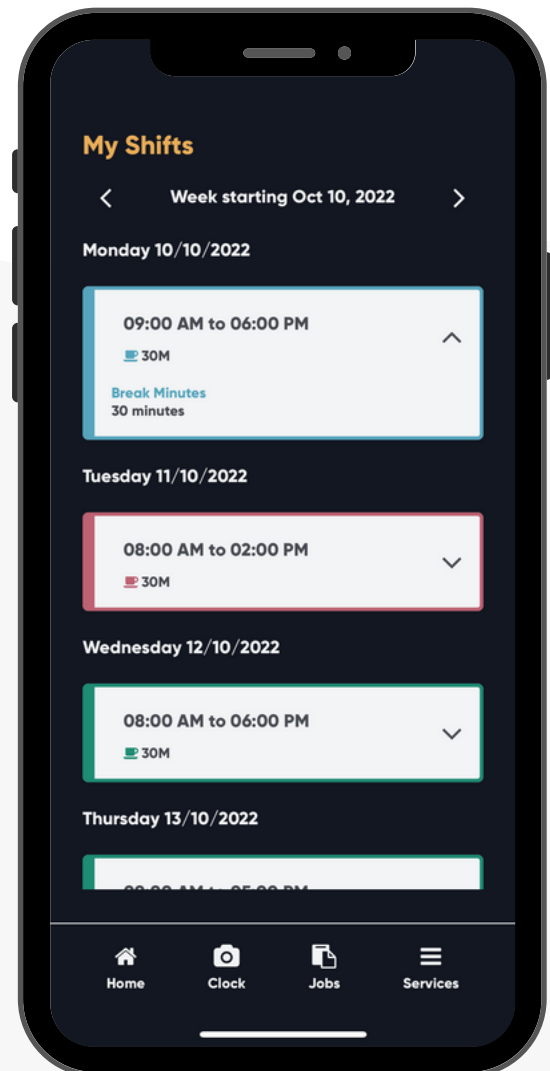 My Shifts
Week starting Oct 10, 2022
Monday 10/10/2022
09:00 AM to 06:00 PM
30M
Break Minutes
30 minutes
Tuesday 11/10/2022
08:00 AM to 02:00 PM
30M
Wednesday 12/10/2022
08:00 AM to 06:00 PM
30M
Thursday 13/10/2022
Home Clock Jobs Services